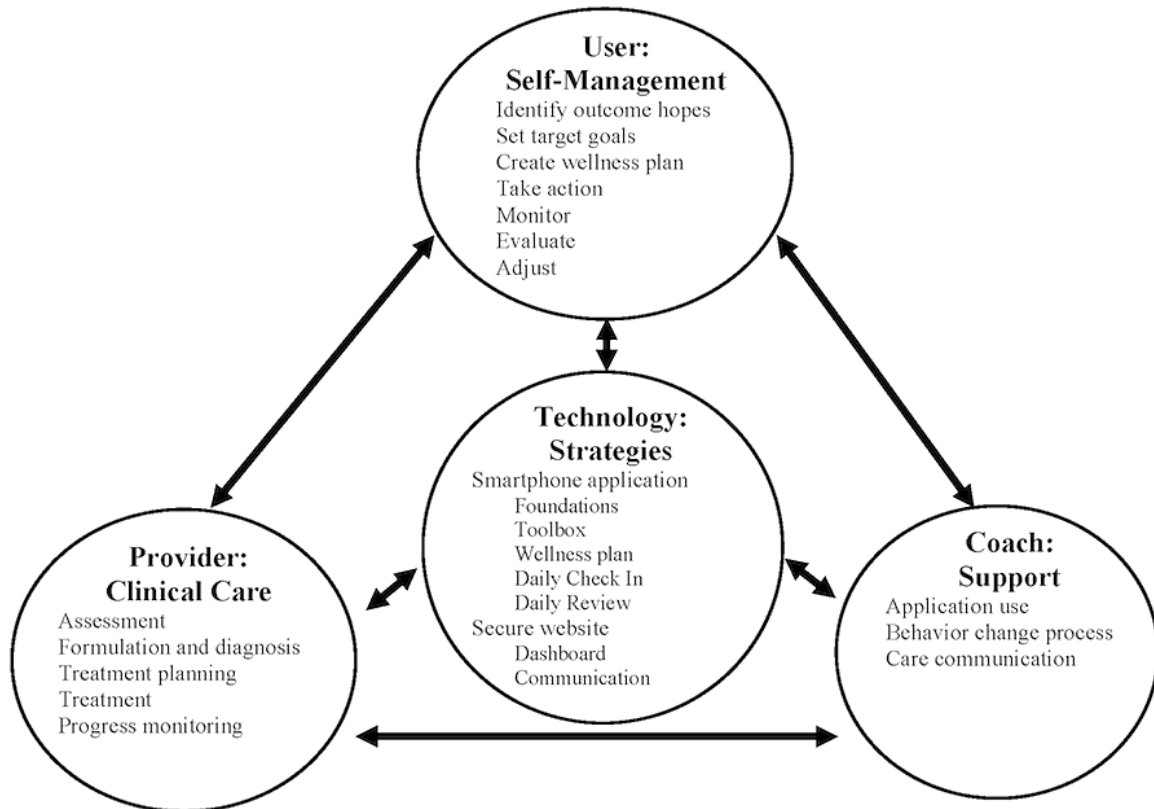 User:
Self-Management
Identify outcome hopes
Set target goals
Create wellness plan
Take action
Monitor
Evaluate
Adjust
Technology:
Strategies
Smartphone application
Foundations
Toolbox
Wellness plan
Daily Check In
Daily Review
Secure website
Dashboard
Communication
Provider:
Clinical Care
Assessment
Formulation and diagnosis
Treatment planning
Treatment
Progress monitoring
Coach:
Support
Application use
Behavior change process
Care communication